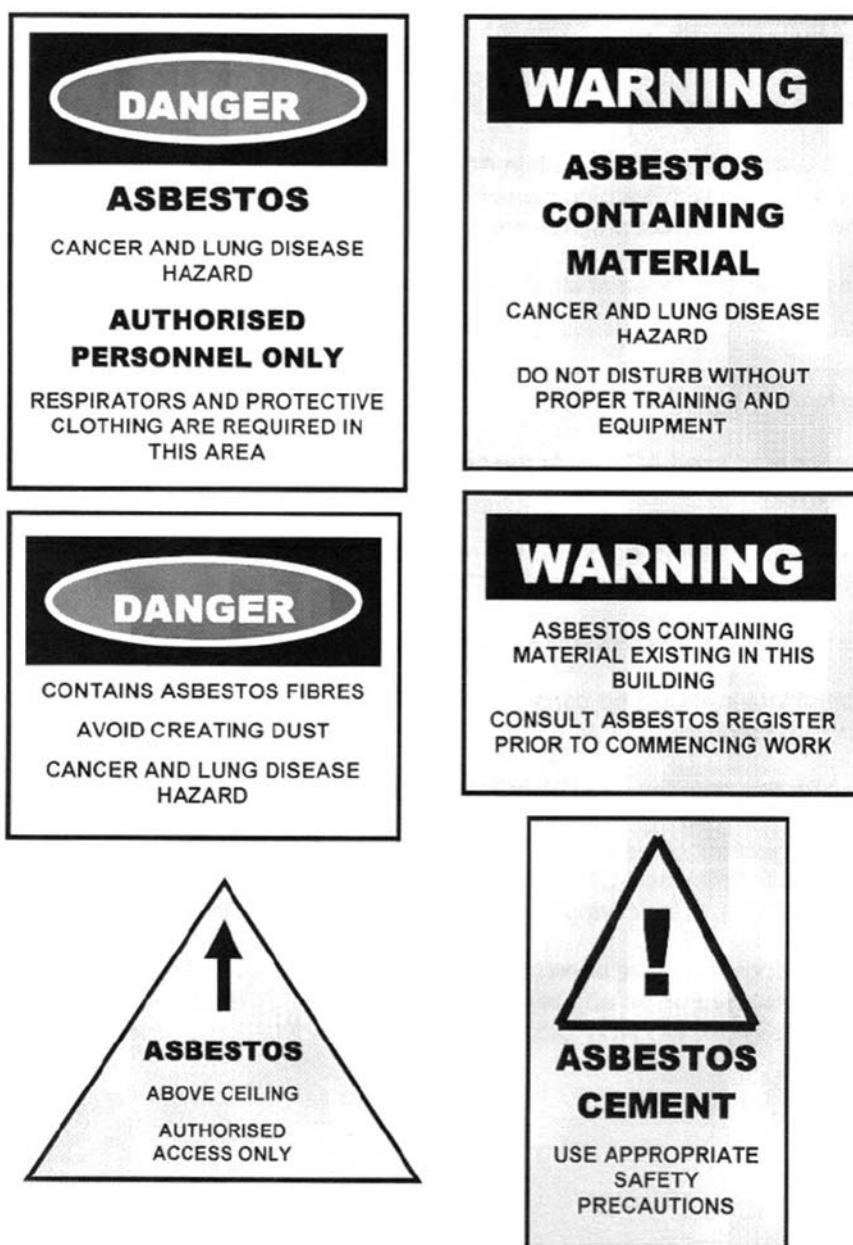 DANGER
ASBESTOS
CANCER AND LUNG DISEASE
HAZARD
AUTHORISED
PERSONNEL ONLY
RESPIRATORS AND PROTECTIVE
CLOTHING ARE REQUIRED IN
THIS AREA
WARNING
ASBESTOS
CONTAINING
MATERIAL
CANCER AND LUNG DISEASE
HAZARD
DO NOT DISTURB WITHOUT
PROPER TRAINING AND
EQUIPMENT
DANGER
CONTAINS ASBESTOS FIBRES
AVOID CREATING DUST
CANCER AND LUNG DISEASE
HAZARD
WARNING
ASBESTOS CONTAINING
MATERIAL EXISTING IN THIS
BUILDING
CONSULT ASBESTOS REGISTER
PRIOR TO COMMENCING WORK
ASBESTOS
ABOVE CEILING
AUTHORISED
ACCESS ONLY
!
ASBESTOS
CEMENT
USE APPROPRIATE
SAFETY
PRECAUTIONS